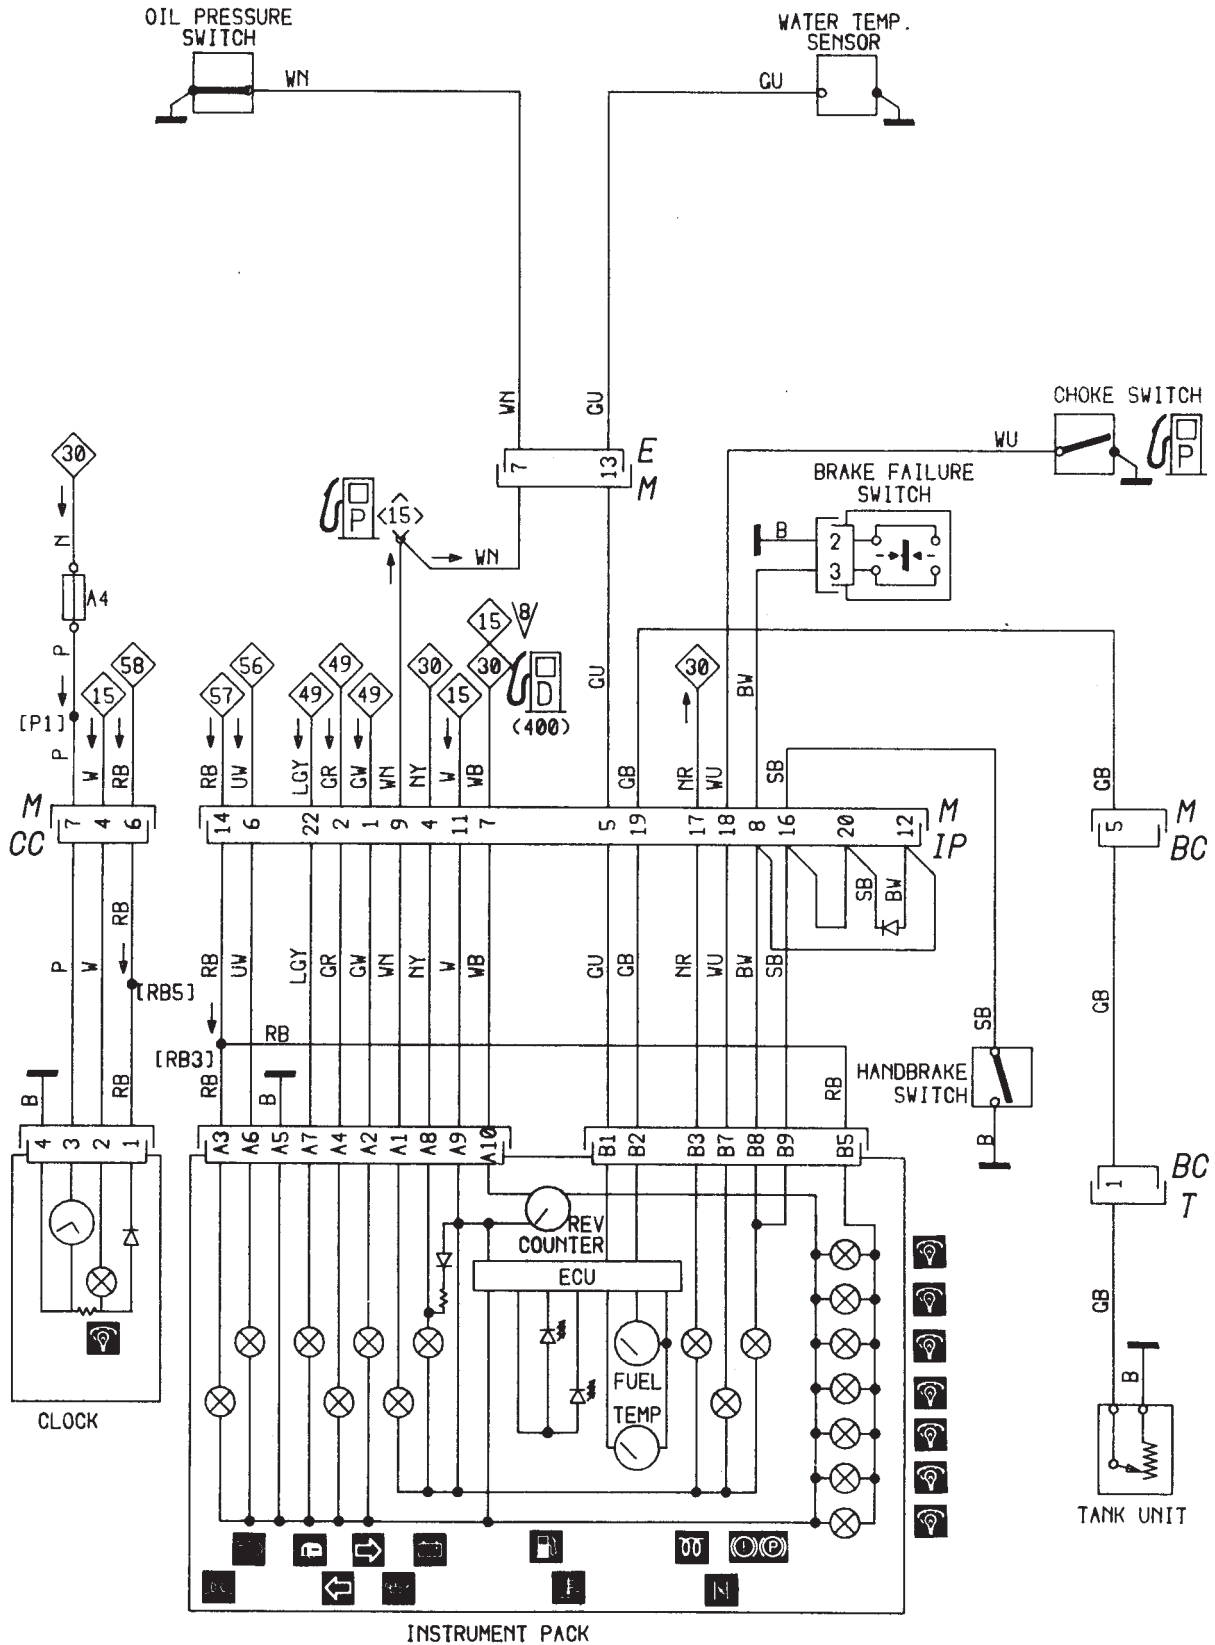 OIL PRESSURE
SWITCH
WATER TEMP.
SENSOR
WN
GU
WN
GU
CHOKE SWITCH
WU
P
E
7
13
M
30
BRAKE FAILURE
SWITCH
P
<15>
B
2
3
N
WN
A4
15
8
P
58
56
49
30
30
D
(400)
GU
30
BW
15
57
49
49
15
[P1]
P
W
RB
RB
UW
LGY
GR
GW
WN
NY
W
WB
GB
NR
WU
SB
GB
M
CC
7
4
6
14
6
22
2
1
9
4
11
7
5
19
17
18
8
16
20
12
M
IP
5
M
BC
RB
SB
BW
P
W
RB
UW
LGY
GR
GW
WN
NY
W
WB
GU
GB
NR
WU
BW
SB
[RB5]
GB
SB
RB
[RB3]
B
RB
RB
B
RB
HANDBRAKE
SWITCH
B
4
3
2
1
A3
A6
A5
A7
A4
A2
A1
A8
A9
A10
B1
B2
B3
B7
B8
B9
B5
1
BC
T
REV
COUNTER
ECU
GB
FUEL
TEMP
B
CLOCK
TANK UNIT
(!)(P)
INSTRUMENT PACK